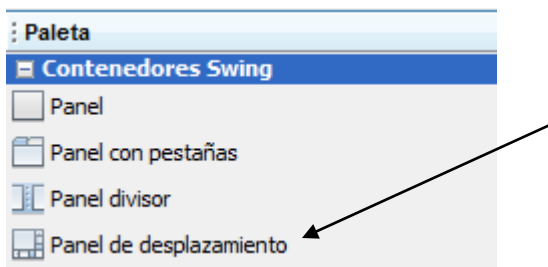 Paleta
Contenedores Swing
Panel
Panel con pestañas
Panel divisor
Panel de desplazamiento